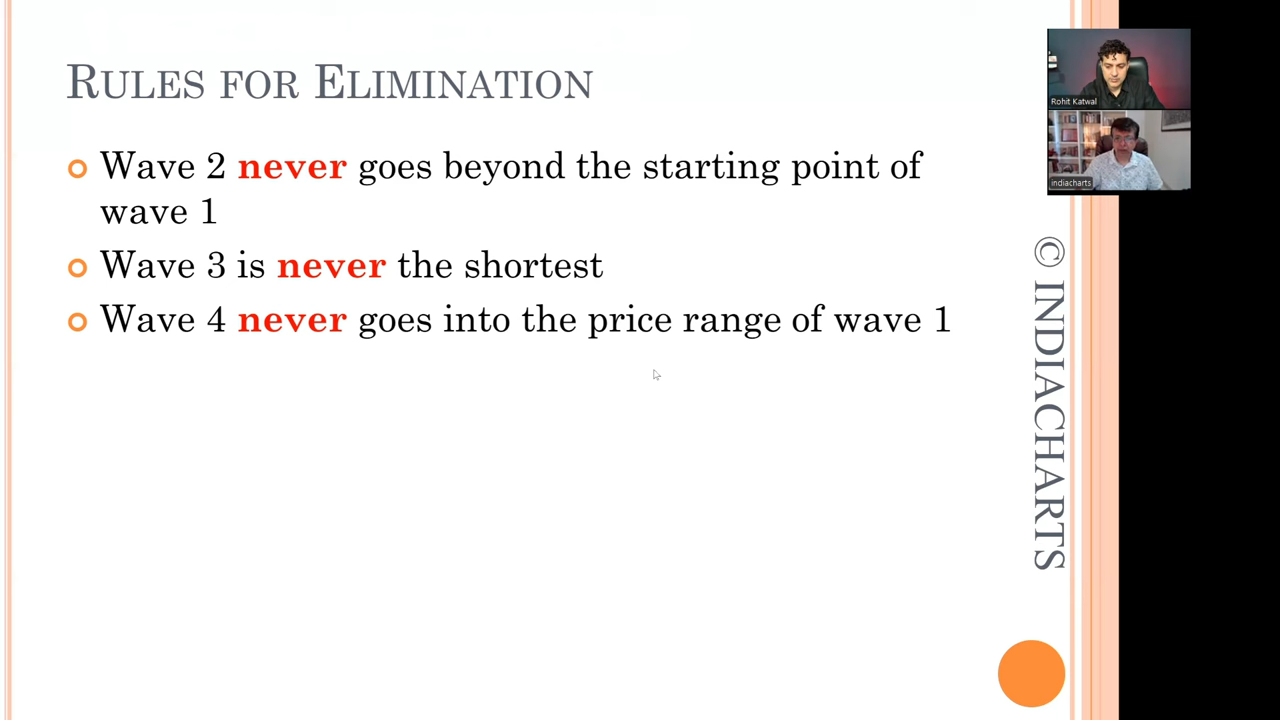 RULES FOR ELIMINATION
Wave 2 never goes beyond the starting point of
wave 1
Wave 3 is never the shortest
Wave 4 never goes into the price range of wave 1
Rohit Katwal
indiacharts
© INDIACHARTS